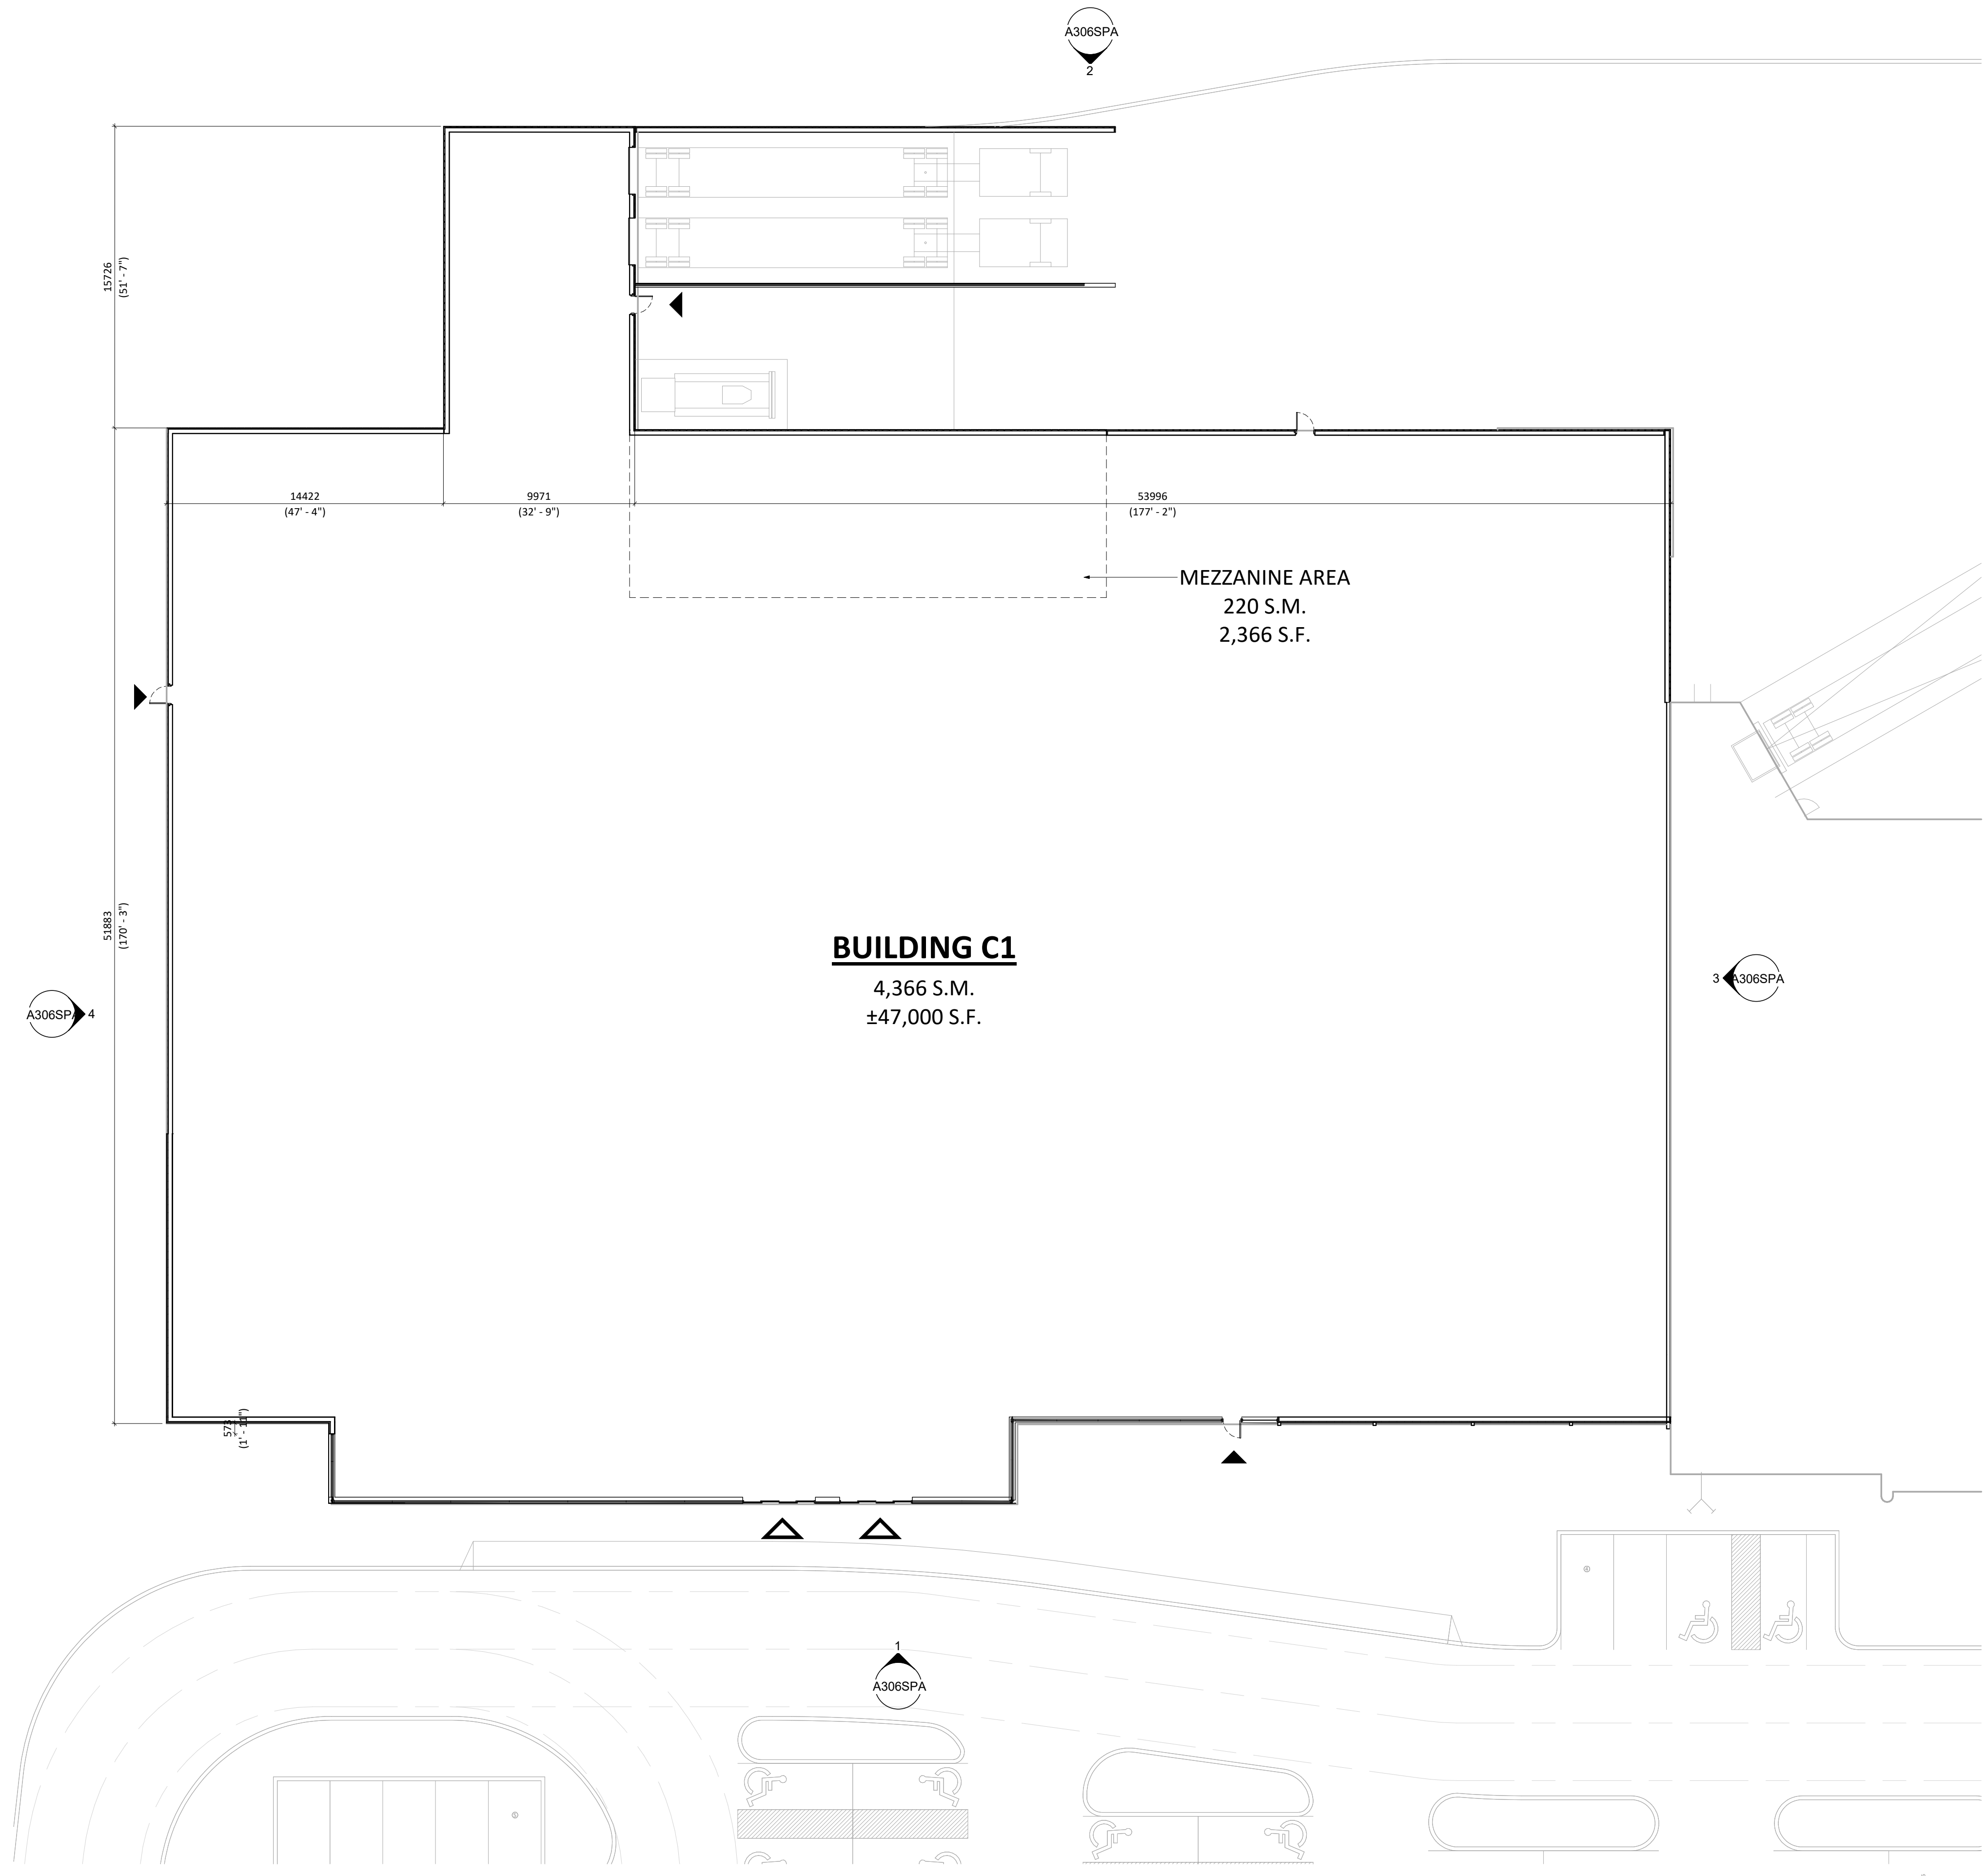 A306SPA
2
15726
(51' - 7")
14422
(47' - 4")
9971
(32' - 9")
53996
(177' - 2")
MEZZANINE AREA
220 S.M.
2,366 S.F.
51883
(170' - 3")
BUILDING C1
4,366 S.M.
±47,000 S.F.
3
A306SPA
A306SPA
4
573
(1' - 11")
1
A306SPA